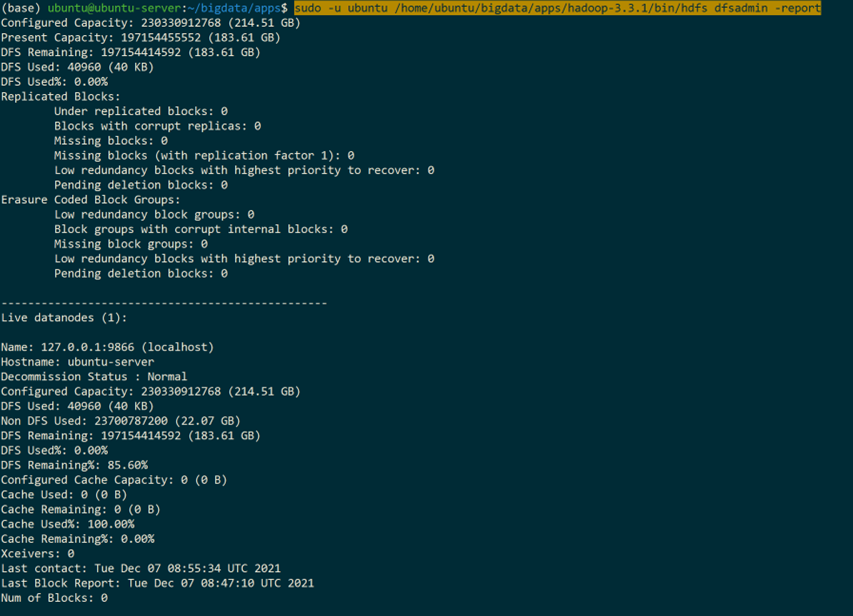 (base) ubuntu@ubuntu-server:~/bigdata/apps$ sudo -u ubuntu /home/ubuntu/bigdata/apps/hadoop-3.3.1/bin/hdfs dfsadmin -report
Configured Capacity: 230330912768 (214.51 GB)
Present Capacity: 197154455552 (183.61 GB)
DFS Remaining: 197154414592 (183.61 GB)
DFS Used: 40960 (40 KB)
DFS Used%: 0.00%
Replicated Blocks:
Under replicated blocks: 0
Blocks with corrupt replicas: 0
Missing blocks: 0
Missing blocks (with replication factor 1): 0
Low redundancy blocks with highest priority to recover: 0
Pending deletion blocks: 0
Erasure Coded Block Groups:
Low redundancy block groups: 0
Block groups with corrupt internal blocks: 0
Missing block groups: 0
Low redundancy blocks with highest priority to recover: 0
Pending deletion blocks: 0
-------------------------------------------------
Live datanodes (1):
Name: 127.0.0.1:9866 (localhost)
Hostname: ubuntu-server
Decommission Status : Normal
Configured Capacity: 230330912768 (214.51 GB)
DFS Used: 40960 (40 KB)
Non DFS Used: 23700787200 (22.07 GB)
DFS Remaining: 197154414592 (183.61 GB)
DFS Used%: 0.00%
DFS Remaining%: 85.60%
Configured Cache Capacity: 0 (0 B)
Cache Used: 0 (0 B)
Cache Remaining: 0 (0 B)
Cache Used%: 100.00%
Cache Remaining%: 0.00%
Xceivers: 0
Last contact: Tue Dec 07 08:55:34 UTC 2021
Last Block Report: Tue Dec 07 08:47:10 UTC 2021
Num of Blocks: 0